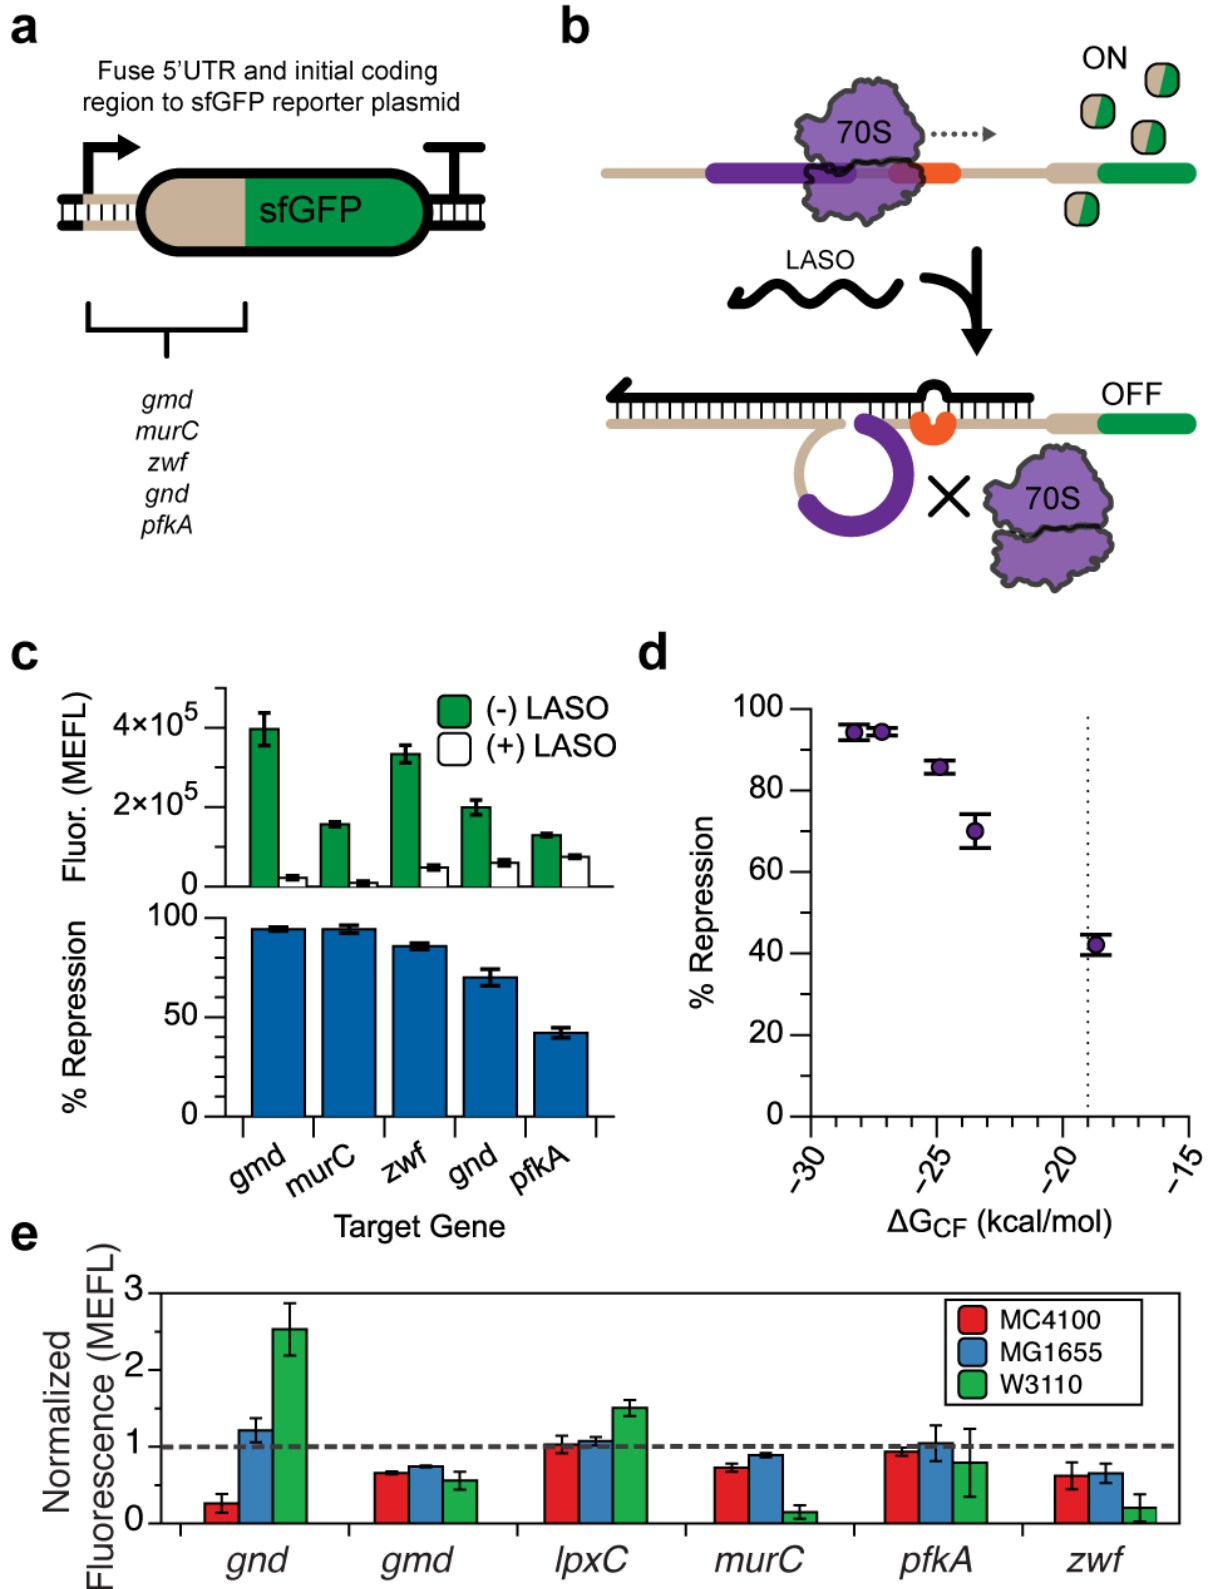 a
Fuse 5'UTR and initial coding
region to sfGFP reporter plasmid
sfGFP
gmd
murC
zwf
gnd
pfkA
b
70S
ON
LASO
OFF
70S
c
Fluor. (MEFL)
4×10⁵
2×10⁵
0
(-) LASO
(+) LASO
% Repression
100
50
0
gmd
murC
zwf
gnd
pfkA
Target Gene
d
% Repression
100
80
60
40
20
0
−30
−25
−20
−15
ΔG_CF (kcal/mol)
e
Normalized
Fluorescence (MEFL)
3
2
1
0
MC4100
MG1655
W3110
gnd
gmd
lpxC
murC
pfkA
zwf